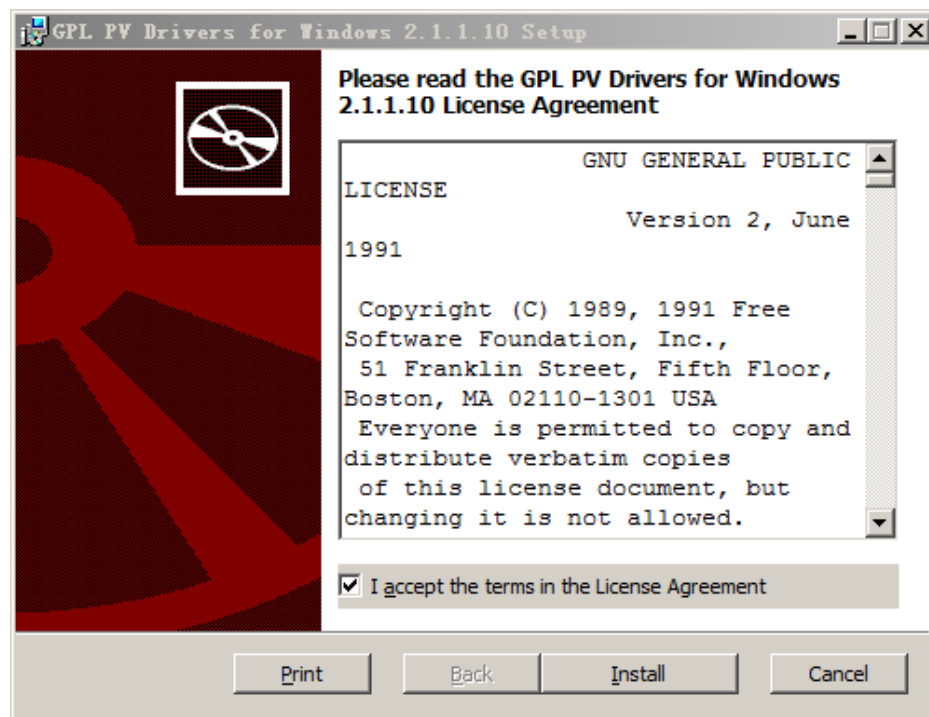 GPL PV Drivers for Windows 2.1.1.10 Setup
Please read the GPL PV Drivers for Windows
2.1.1.10 License Agreement
GNU GENERAL PUBLIC
LICENSE
Version 2, June
1991
Copyright (C) 1989, 1991 Free
Software Foundation, Inc.,
51 Franklin Street, Fifth Floor,
Boston, MA 02110-1301 USA
Everyone is permitted to copy and
distribute verbatim copies
of this license document, but
changing it is not allowed.
I accept the terms in the License Agreement
Print Back Install Cancel